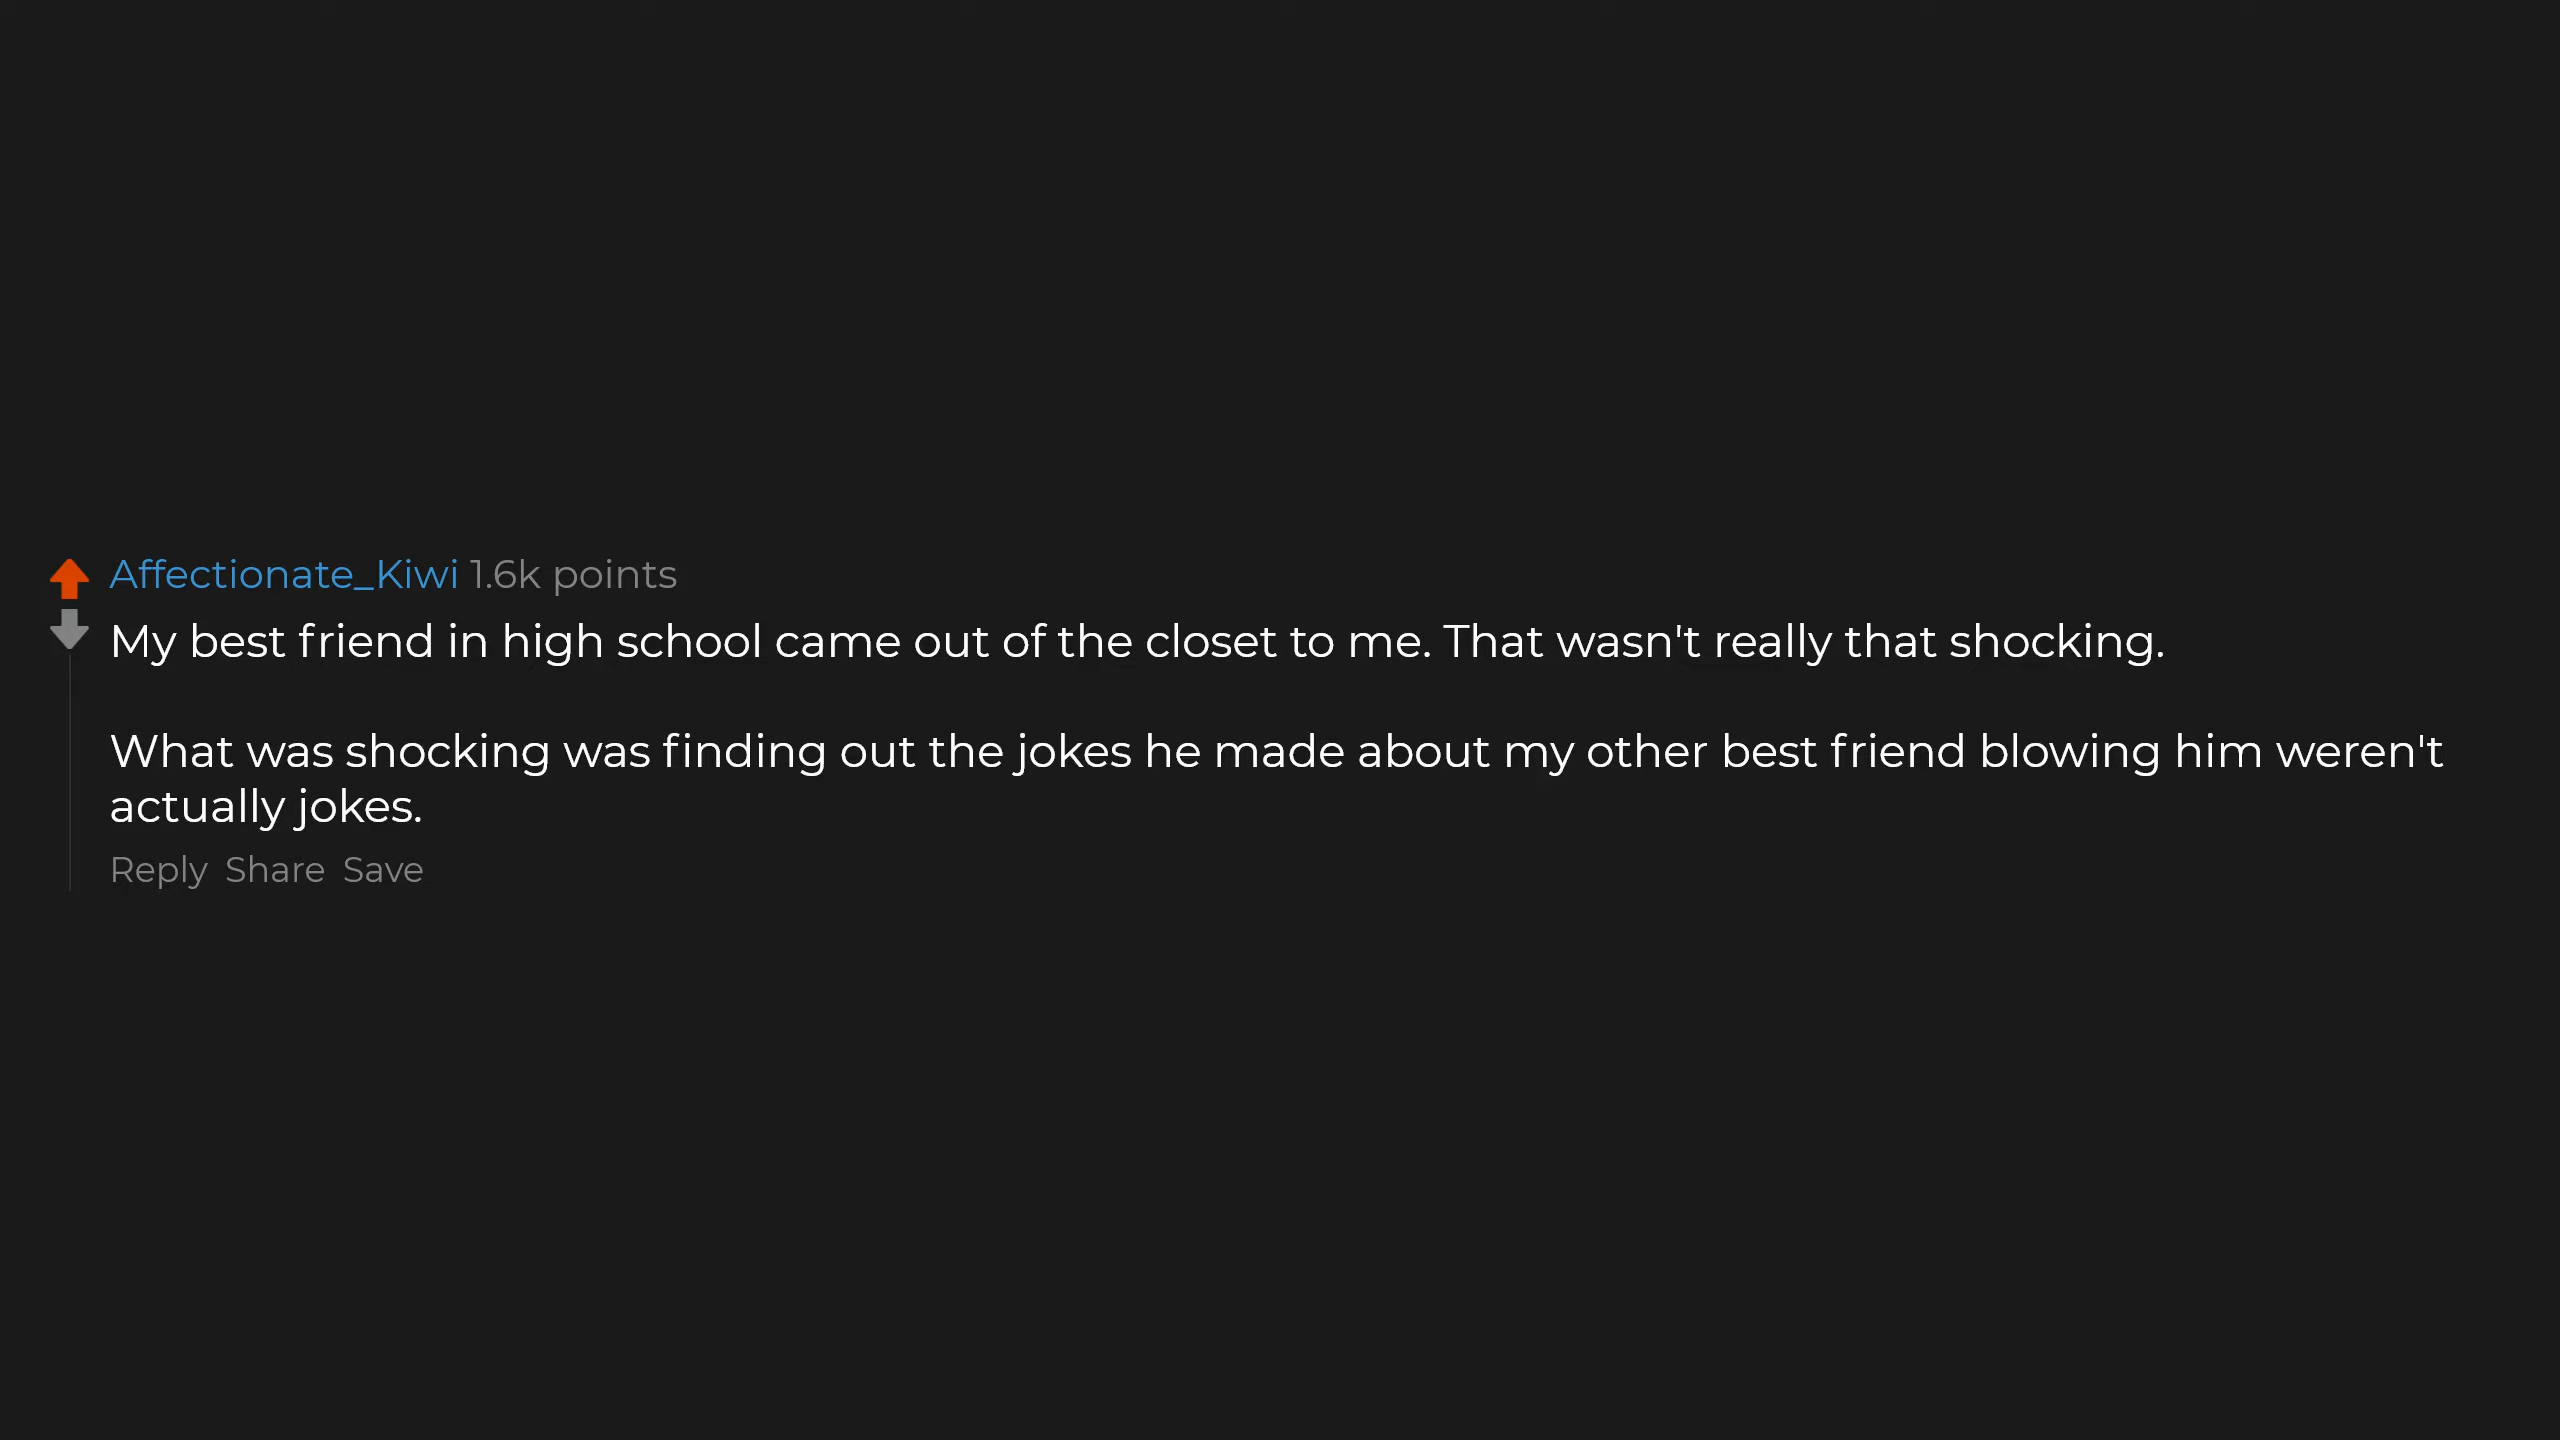 Affectionate_Kiwi 1.6k points
My best friend in high school came out of the closet to me. That wasn't really that shocking.
What was shocking was finding out the jokes he made about my other best friend blowing him weren't
actually jokes.
Reply Share Save